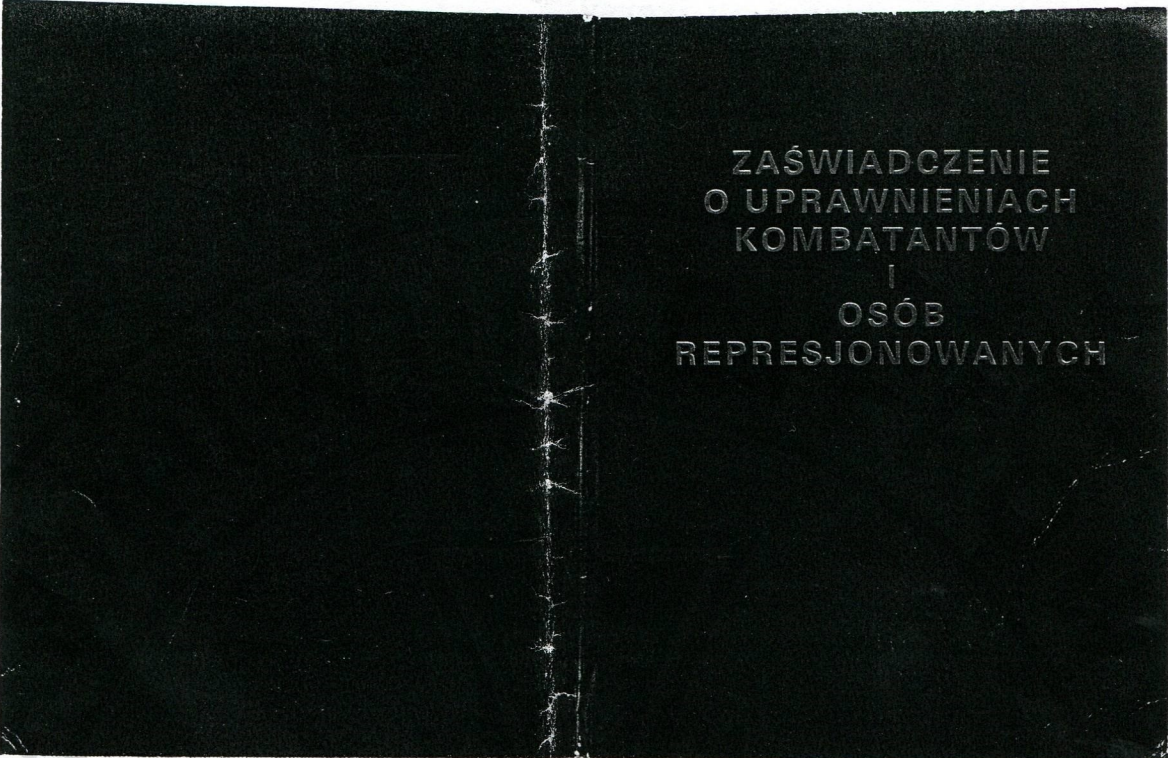 ZAŚWIADCZENIE
O UPRAWNIENIACH
KOMBATANTÓW
I
OSÓB
REPRESJONOWANYCH